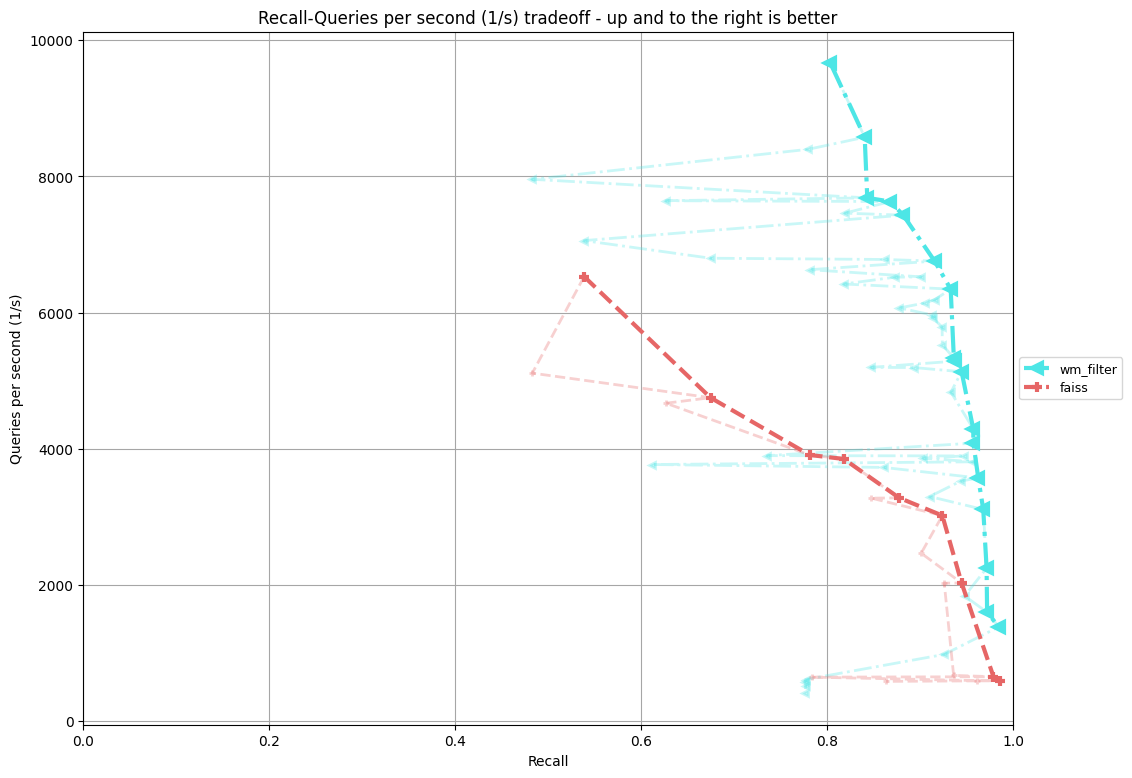 Recall-Queries per second (1/s) tradeoff - up and to the right is better
10000
8000
6000
4000
2000
0
Queries per second (1/s)
0.0 0.2 0.4 0.6 0.8 1.0
Recall
wm_filter
faiss